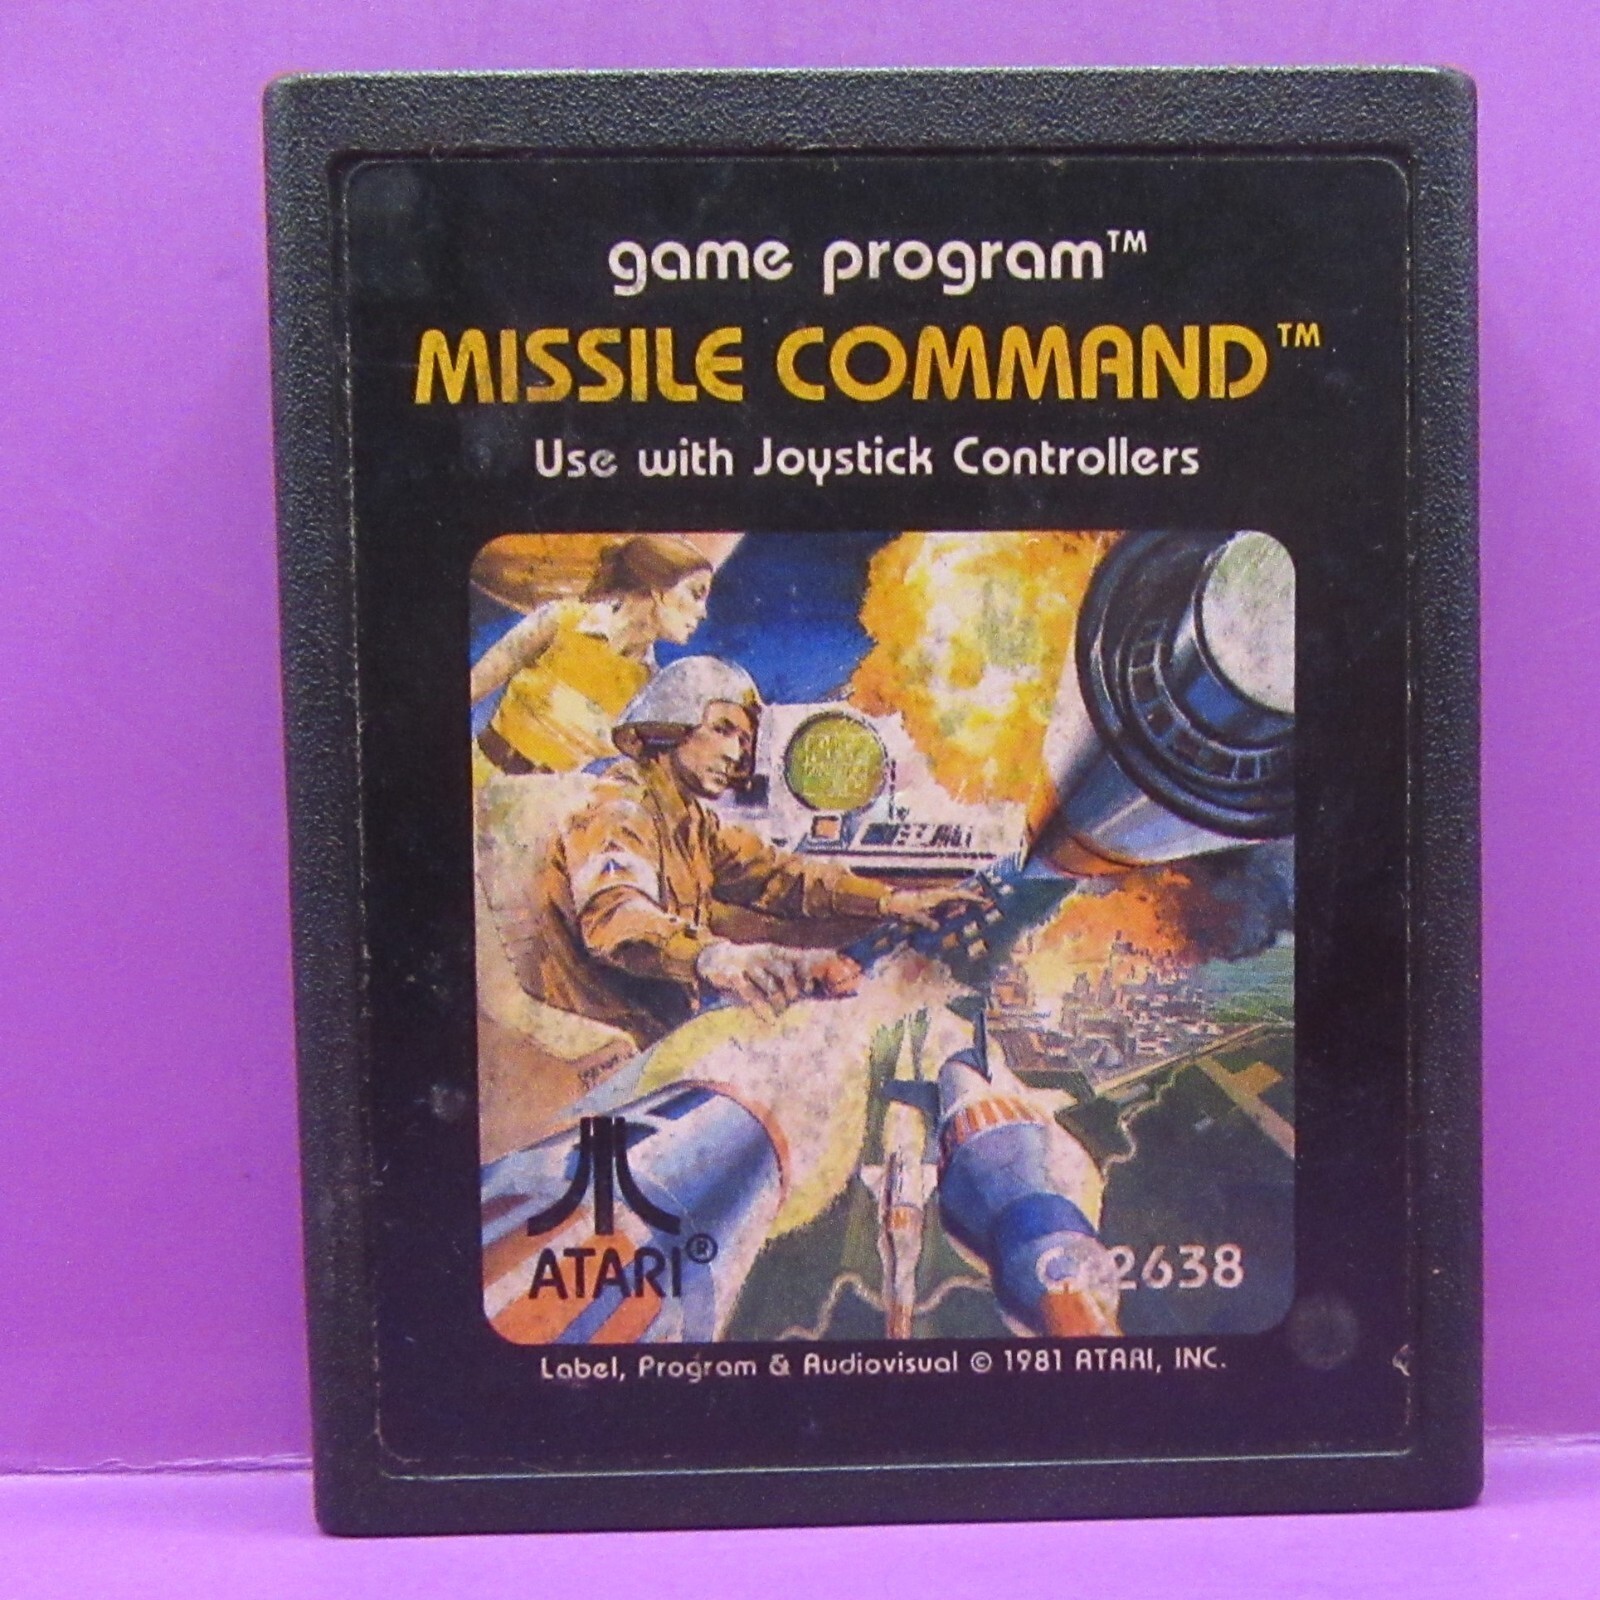 game program™
MISSILE COMMAND™
Use with Joystick Controllers
ATARI®
2638
Label, Program & Audiovisual © 1981 ATARI, INC.